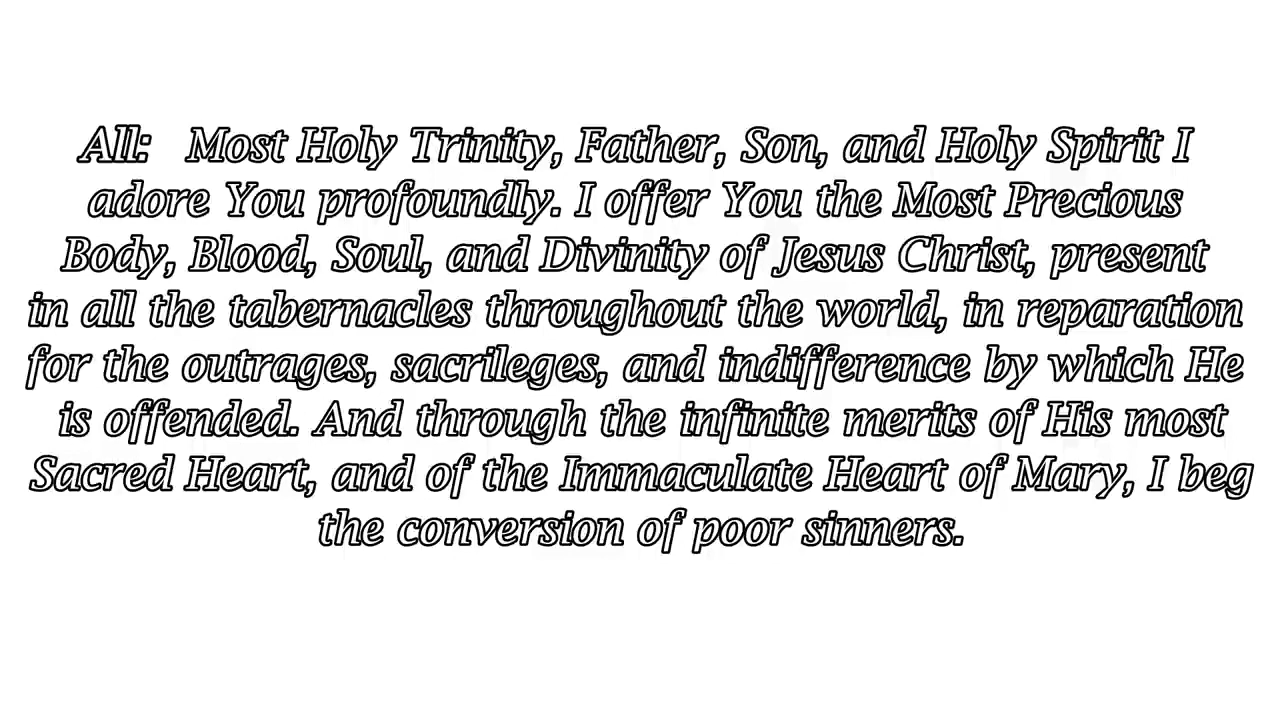 All: Most Holy Trinity, Father, Son, and Holy Spirit I
adore You profoundly. I offer You the Most Precious
Body, Blood, Soul, and Divinity of Jesus Christ, present
in all the tabernacles throughout the world, in reparation
for the outrages, sacrileges, and indifference by which He
is offended. And through the infinite merits of His most
Sacred Heart, and of the Immaculate Heart of Mary, I beg
the conversion of poor sinners.